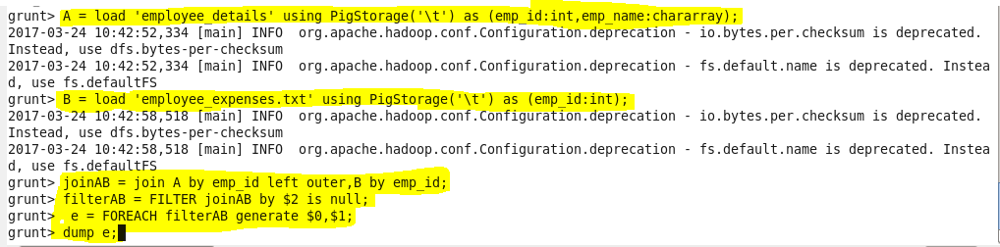 grunt> A = load 'employee_details' using PigStorage('\t') as (emp_id:int,emp_name:chararray);
2017-03-24 10:42:52,334 [main] INFO  org.apache.hadoop.conf.Configuration.deprecation - io.bytes.per.checksum is deprecated.
Instead, use dfs.bytes-per-checksum
2017-03-24 10:42:52,334 [main] INFO  org.apache.hadoop.conf.Configuration.deprecation - fs.default.name is deprecated. Instea
d, use fs.defaultFS
grunt> B = load 'employee_expenses.txt' using PigStorage('\t') as (emp_id:int);
2017-03-24 10:42:58,518 [main] INFO  org.apache.hadoop.conf.Configuration.deprecation - io.bytes.per.checksum is deprecated.
Instead, use dfs.bytes-per-checksum
2017-03-24 10:42:58,518 [main] INFO  org.apache.hadoop.conf.Configuration.deprecation - fs.default.name is deprecated. Instea
d, use fs.defaultFS
grunt> joinAB = join A by emp_id left outer,B by emp_id;
grunt> filterAB = FILTER joinAB by $2 is null;
grunt>  e = FOREACH filterAB generate $0,$1;
grunt> dump e;